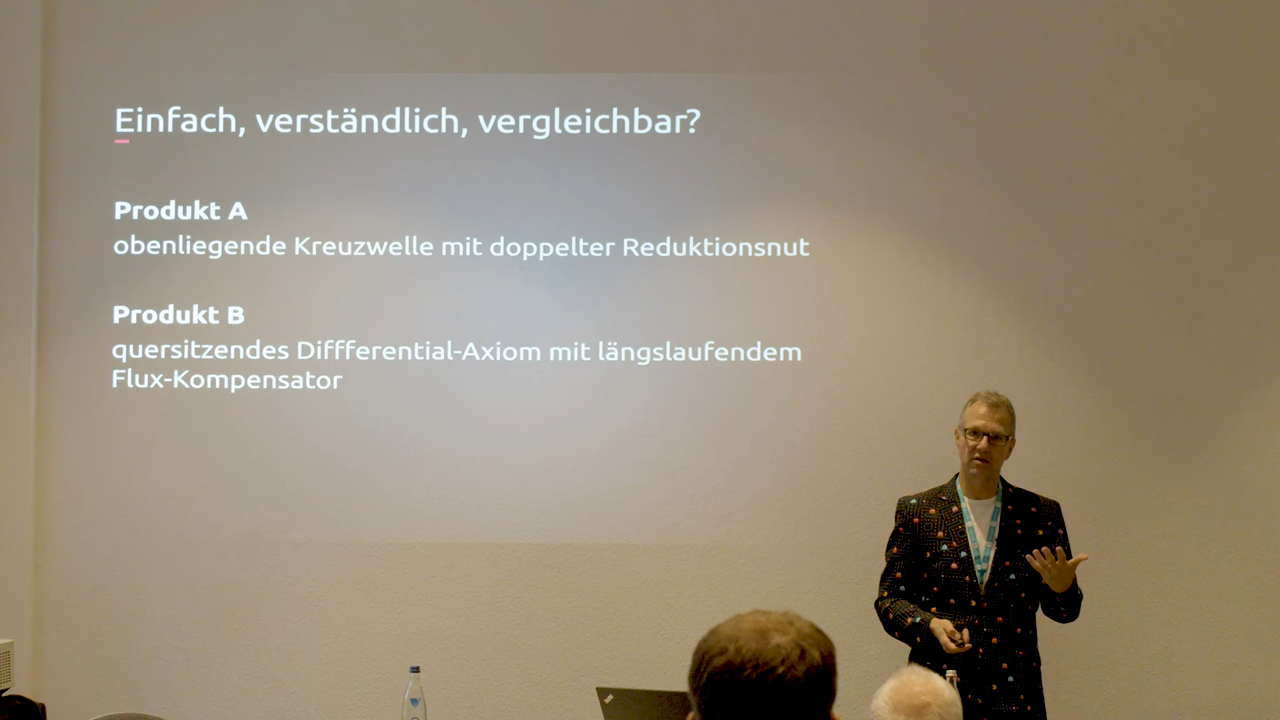 Einfach, verständlich, vergleichbar?
Produkt A
obenliegende Kreuzwelle mit doppelter Reduktionsnut
Produkt B
quersitzendes Diffferential-Axiom mit längslaufendem
Flux-Kompensator